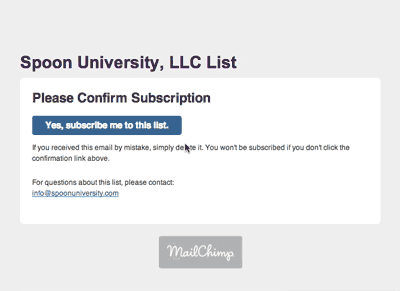 Spoon University, LLC List
Please Confirm Subscription
Yes, subscribe me to this list.
If you received this email by mistake, simply delete it. You won't be subscribed if you don't click the
confirmation link above.
For questions about this list, please contact:
info@spoonuniversity.com
MailChimp